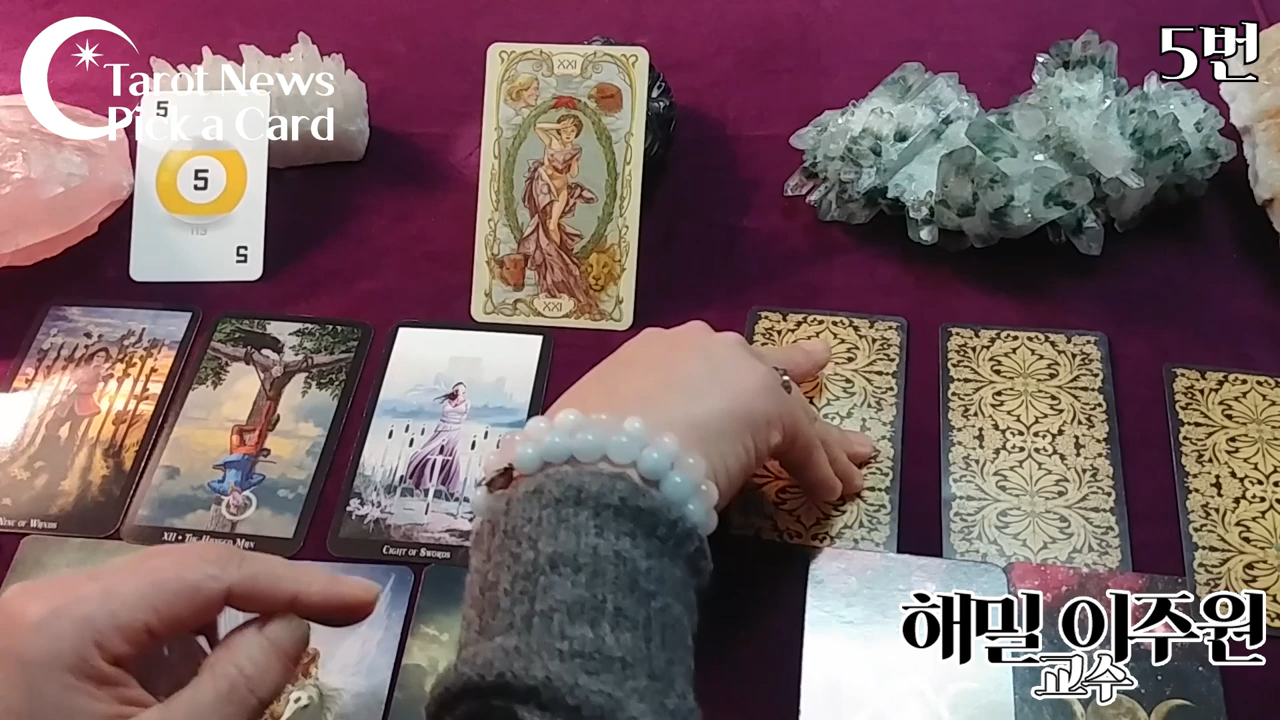 Tarot News
Pick a Card
5번
5
5
5
XXI
XXI
NINE OF WANDS
XII • THE HANGED MAN
EIGHT OF SWORDS
해밀 이주원
교수